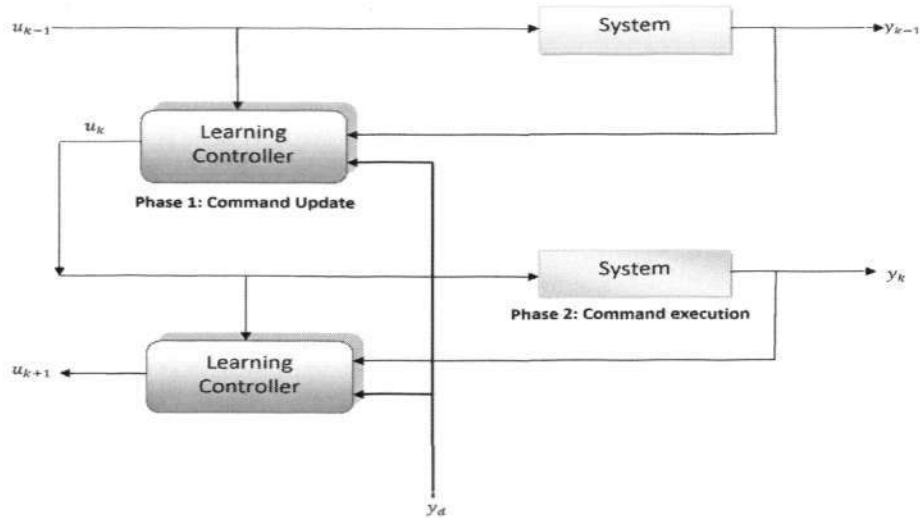 u_{k-1}
System
y_{k-1}
u_k
Learning
Controller
Phase 1: Command Update
System
y_k
Phase 2: Command execution
Learning
Controller
u_{k+1}
y_d